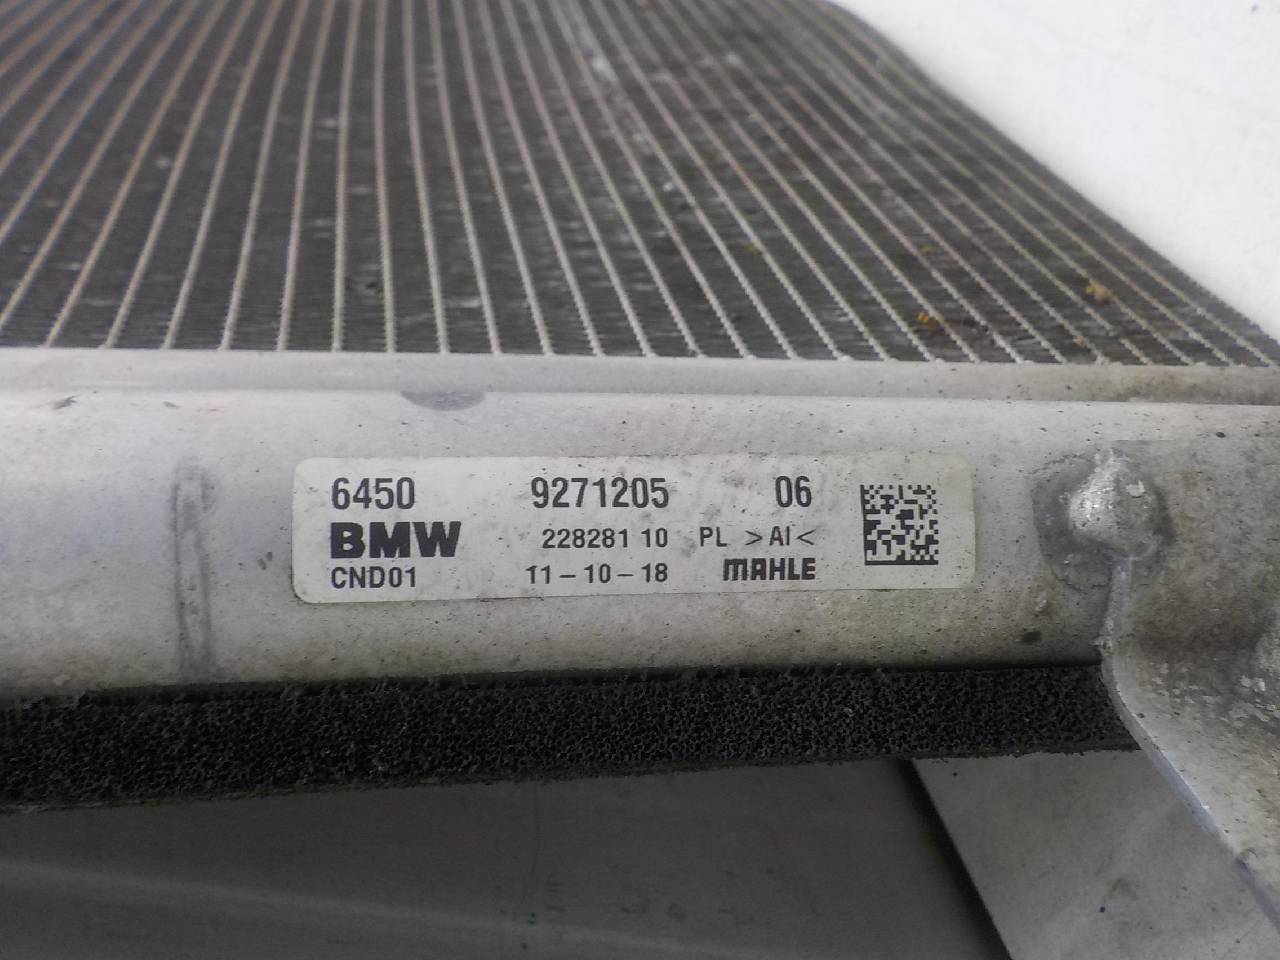 6450 9271205 06
BMW 228281 10 PL >Al<
CND01 11-10-18 MAHLE